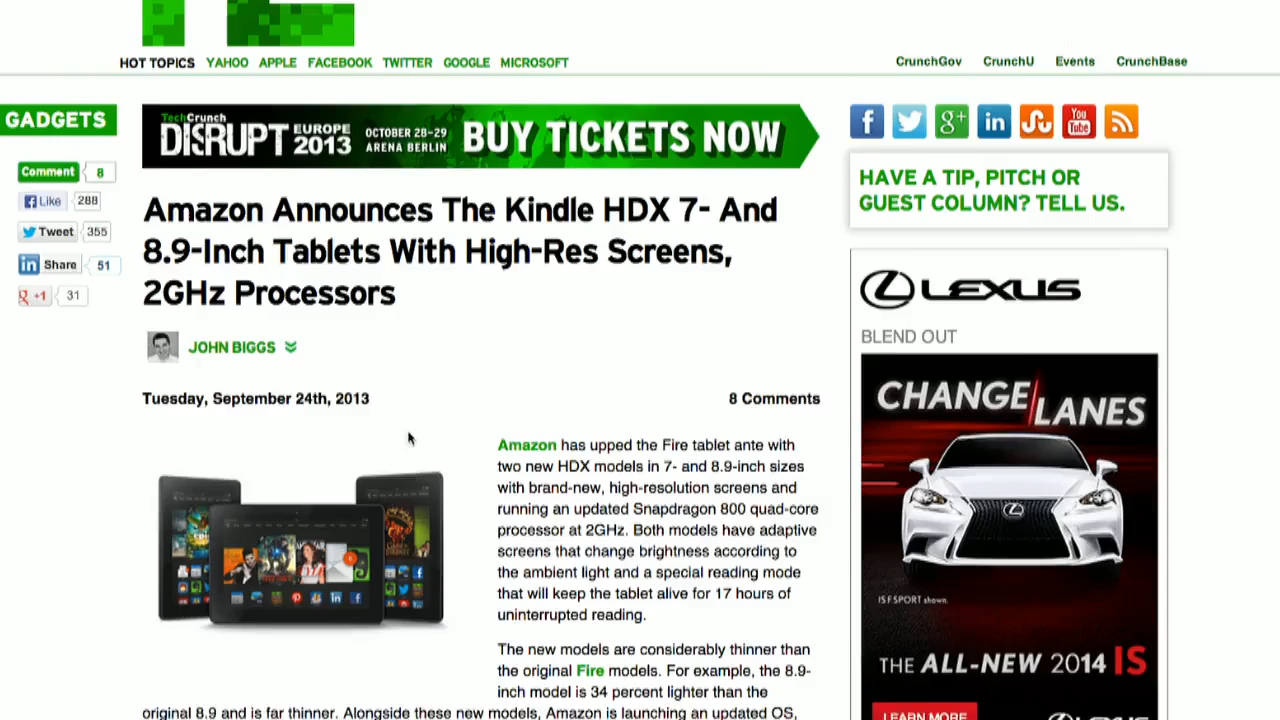 HOT TOPICS YAHOO APPLE FACEBOOK TWITTER GOOGLE MICROSOFT
CrunchGov CrunchU Events CrunchBase
GADGETS
Comment 8
Like 288
Tweet 355
in Share 51
g +1 31
TechCrunch
DISRUPT EUROPE 2013
OCTOBER 28-29
ARENA BERLIN
BUY TICKETS NOW
Amazon Announces The Kindle HDX 7- And
8.9-Inch Tablets With High-Res Screens,
2GHz Processors
JOHN BIGGS
Tuesday, September 24th, 2013
8 Comments
Amazon has upped the Fire tablet ante with
two new HDX models in 7- and 8.9-inch sizes
with brand-new, high-resolution screens and
running an updated Snapdragon 800 quad-core
processor at 2GHz. Both models have adaptive
screens that change brightness according to
the ambient light and a special reading mode
that will keep the tablet alive for 17 hours of
uninterrupted reading.
The new models are considerably thinner than
the original Fire models. For example, the 8.9-
inch model is 34 percent lighter than the
original 8.9 and is far thinner. Alongside these new models, Amazon is launching an updated OS,
f g+ in You Tube
HAVE A TIP, PITCH OR
GUEST COLUMN? TELL US.
LEXUS
BLEND OUT
CHANGE LANES
IS F SPORT shown.
THE ALL-NEW 2014 IS
LEARN MORE
LEXUS